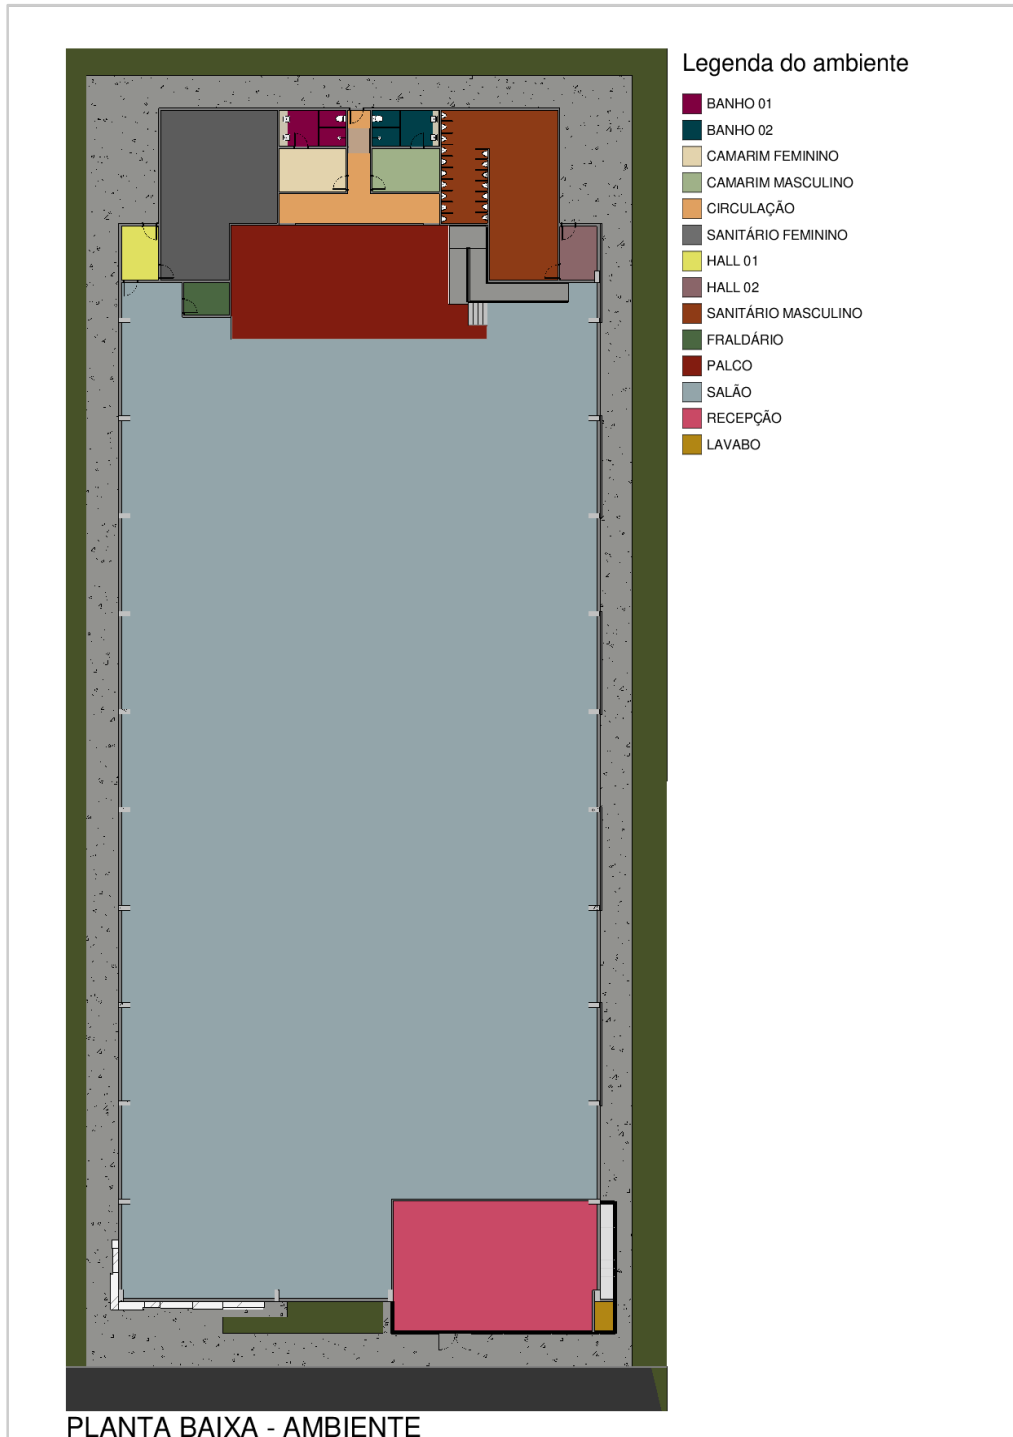 Legenda do ambiente
BANHO 01
BANHO 02
CAMARIM FEMININO
CAMARIM MASCULINO
CIRCULAÇÃO
SANITÁRIO FEMININO
HALL 01
HALL 02
SANITÁRIO MASCULINO
FRALDÁRIO
PALCO
SALÃO
RECEPÇÃO
LAVABO
PLANTA BAIXA - AMBIENTE